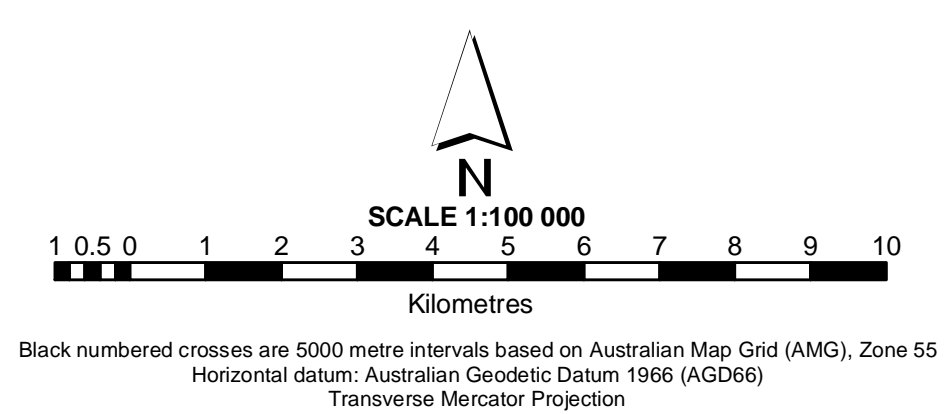 N
SCALE 1:100 000
1 0.5 0 1 2 3 4 5 6 7 8 9 10
Kilometres
Black numbered crosses are 5000 metre intervals based on Australian Map Grid (AMG), Zone 55
Horizontal datum: Australian Geodetic Datum 1966 (AGD66)
Transverse Mercator Projection